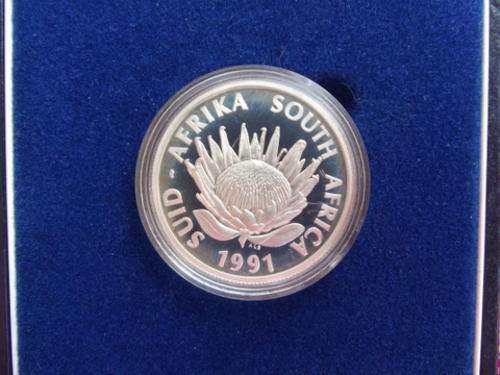 SUID - AFRIKA SOUTH AFRICA
1991